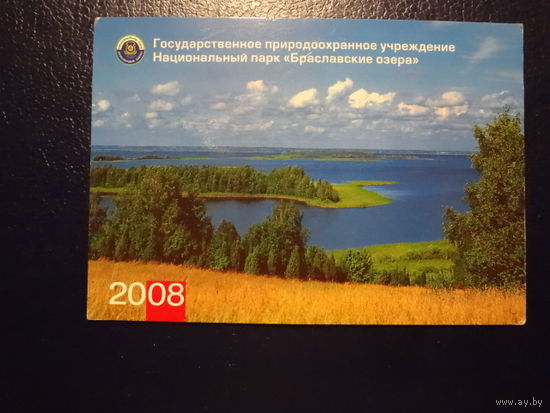 Государственное природоохранное учреждение
Национальный парк «Браславские озера»
2008
www.ay.by